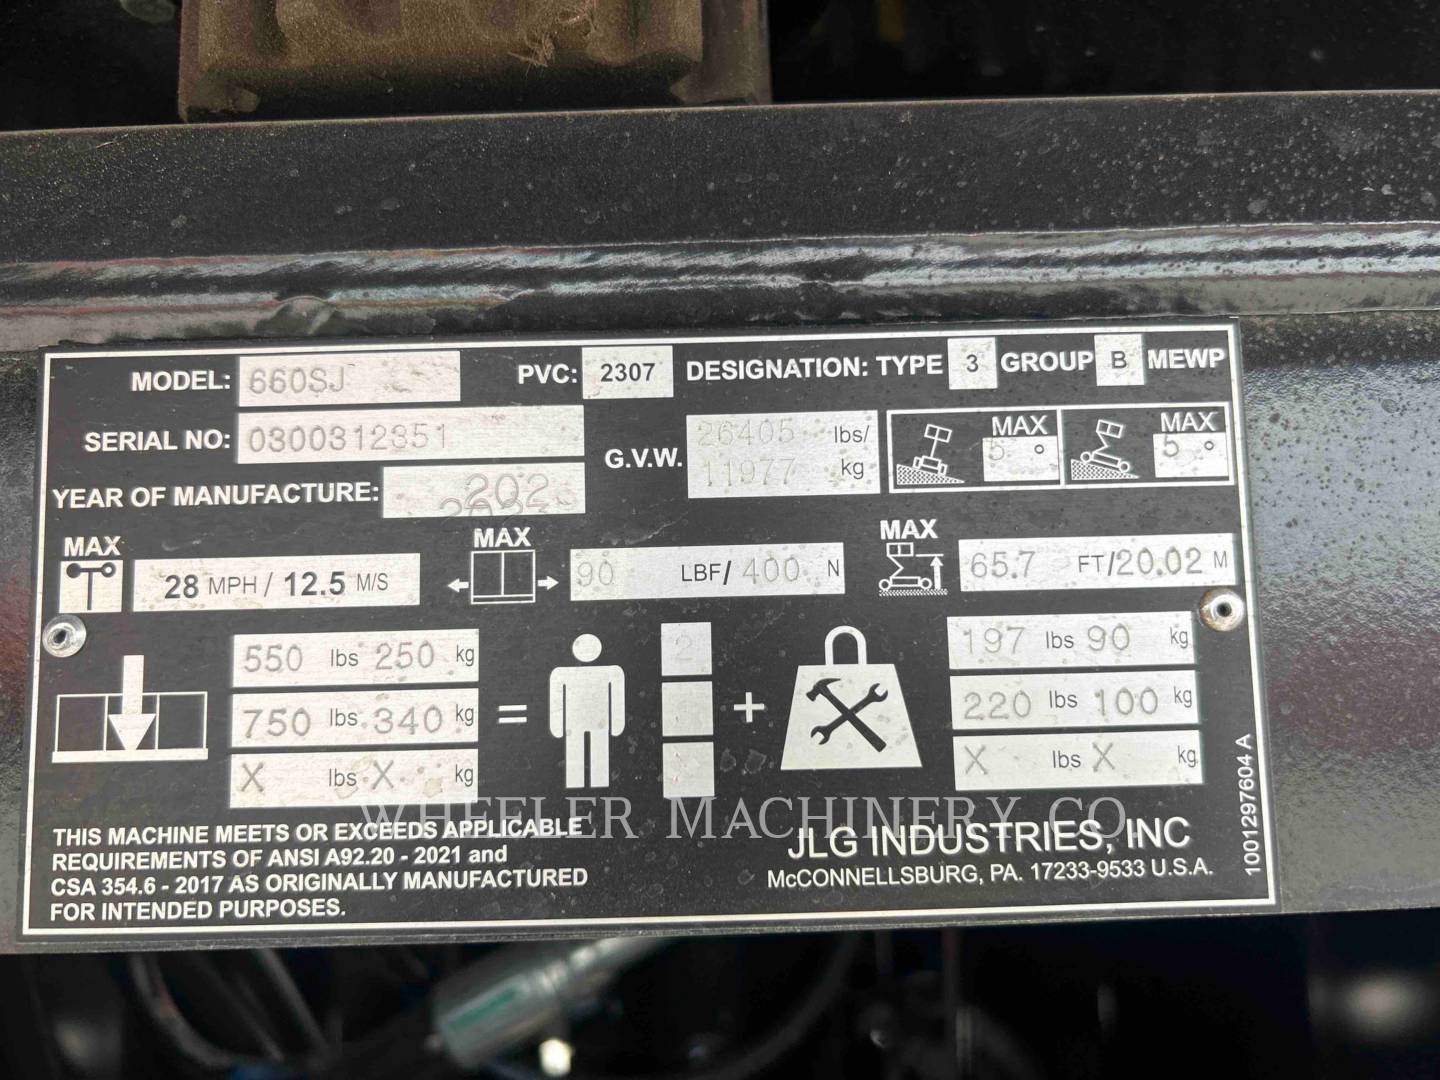 MODEL: 660SJ PVC: 2307 DESIGNATION: TYPE 3 GROUP B MEWP
SERIAL NO: 0300312351
G.V.W. 26405 lbs/
11977 kg
MAX 5 °
MAX 5 °
YEAR OF MANUFACTURE:
MAX
28 MPH / 12.5 M/S
MAX
90 LBF/ 400 N
MAX
65.7 FT/20.02 M
550 lbs 250 kg 2 197 lbs 90 kg
750 lbs 340 kg = + 220 lbs 100 kg
X lbs X kg X lbs X kg
THIS MACHINE MEETS OR EXCEEDS APPLICABLE
REQUIREMENTS OF ANSI A92.20 - 2021 and
CSA 354.6 - 2017 AS ORIGINALLY MANUFACTURED
FOR INTENDED PURPOSES.
JLG INDUSTRIES, INC
McCONNELLSBURG, PA. 17233-9533 U.S.A.
1001297604 A
WHEELER MACHINERY CO